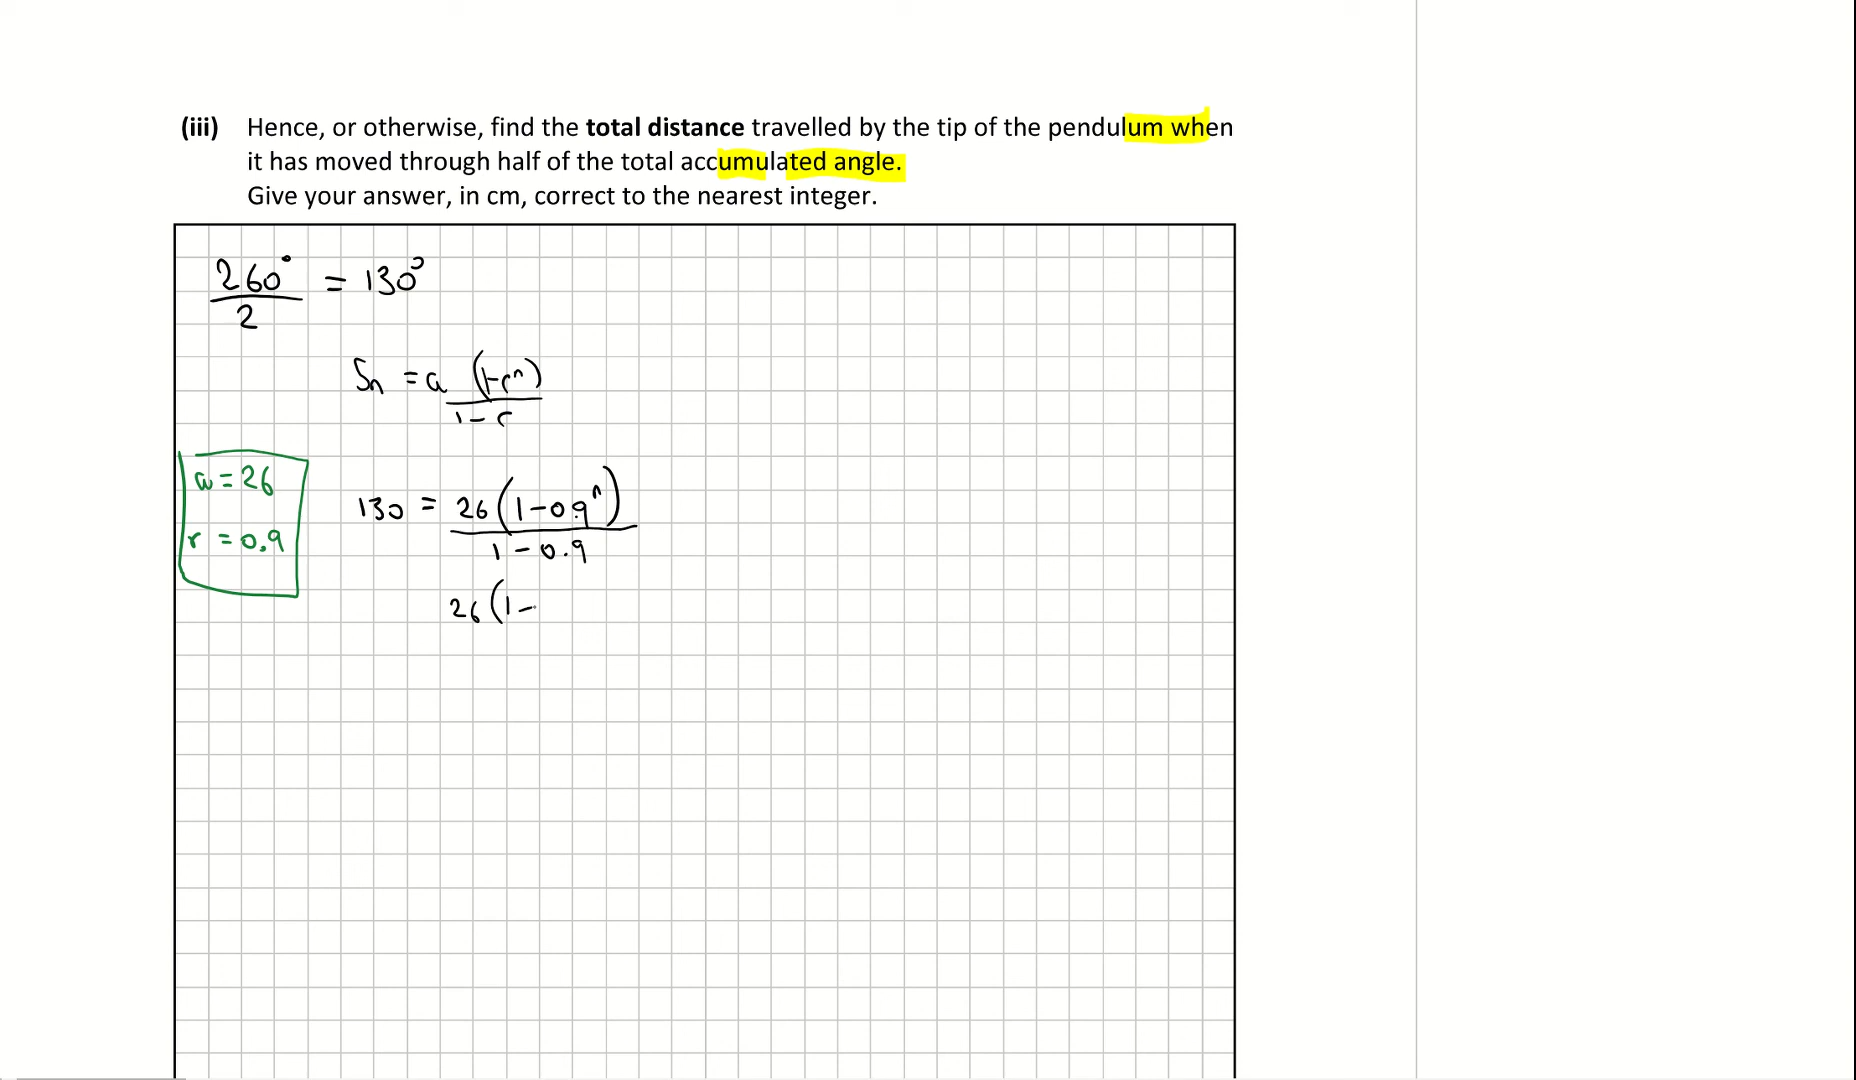 (iii) Hence, or otherwise, find the total distance travelled by the tip of the pendulum when
it has moved through half of the total accumulated angle.
Give your answer, in cm, correct to the nearest integer.
260° / 2 = 130°
Sn = a (1-rⁿ) / 1-r
a = 26
r = 0.9
130 = 26(1-0.9ⁿ) / 1-0.9
26(1-